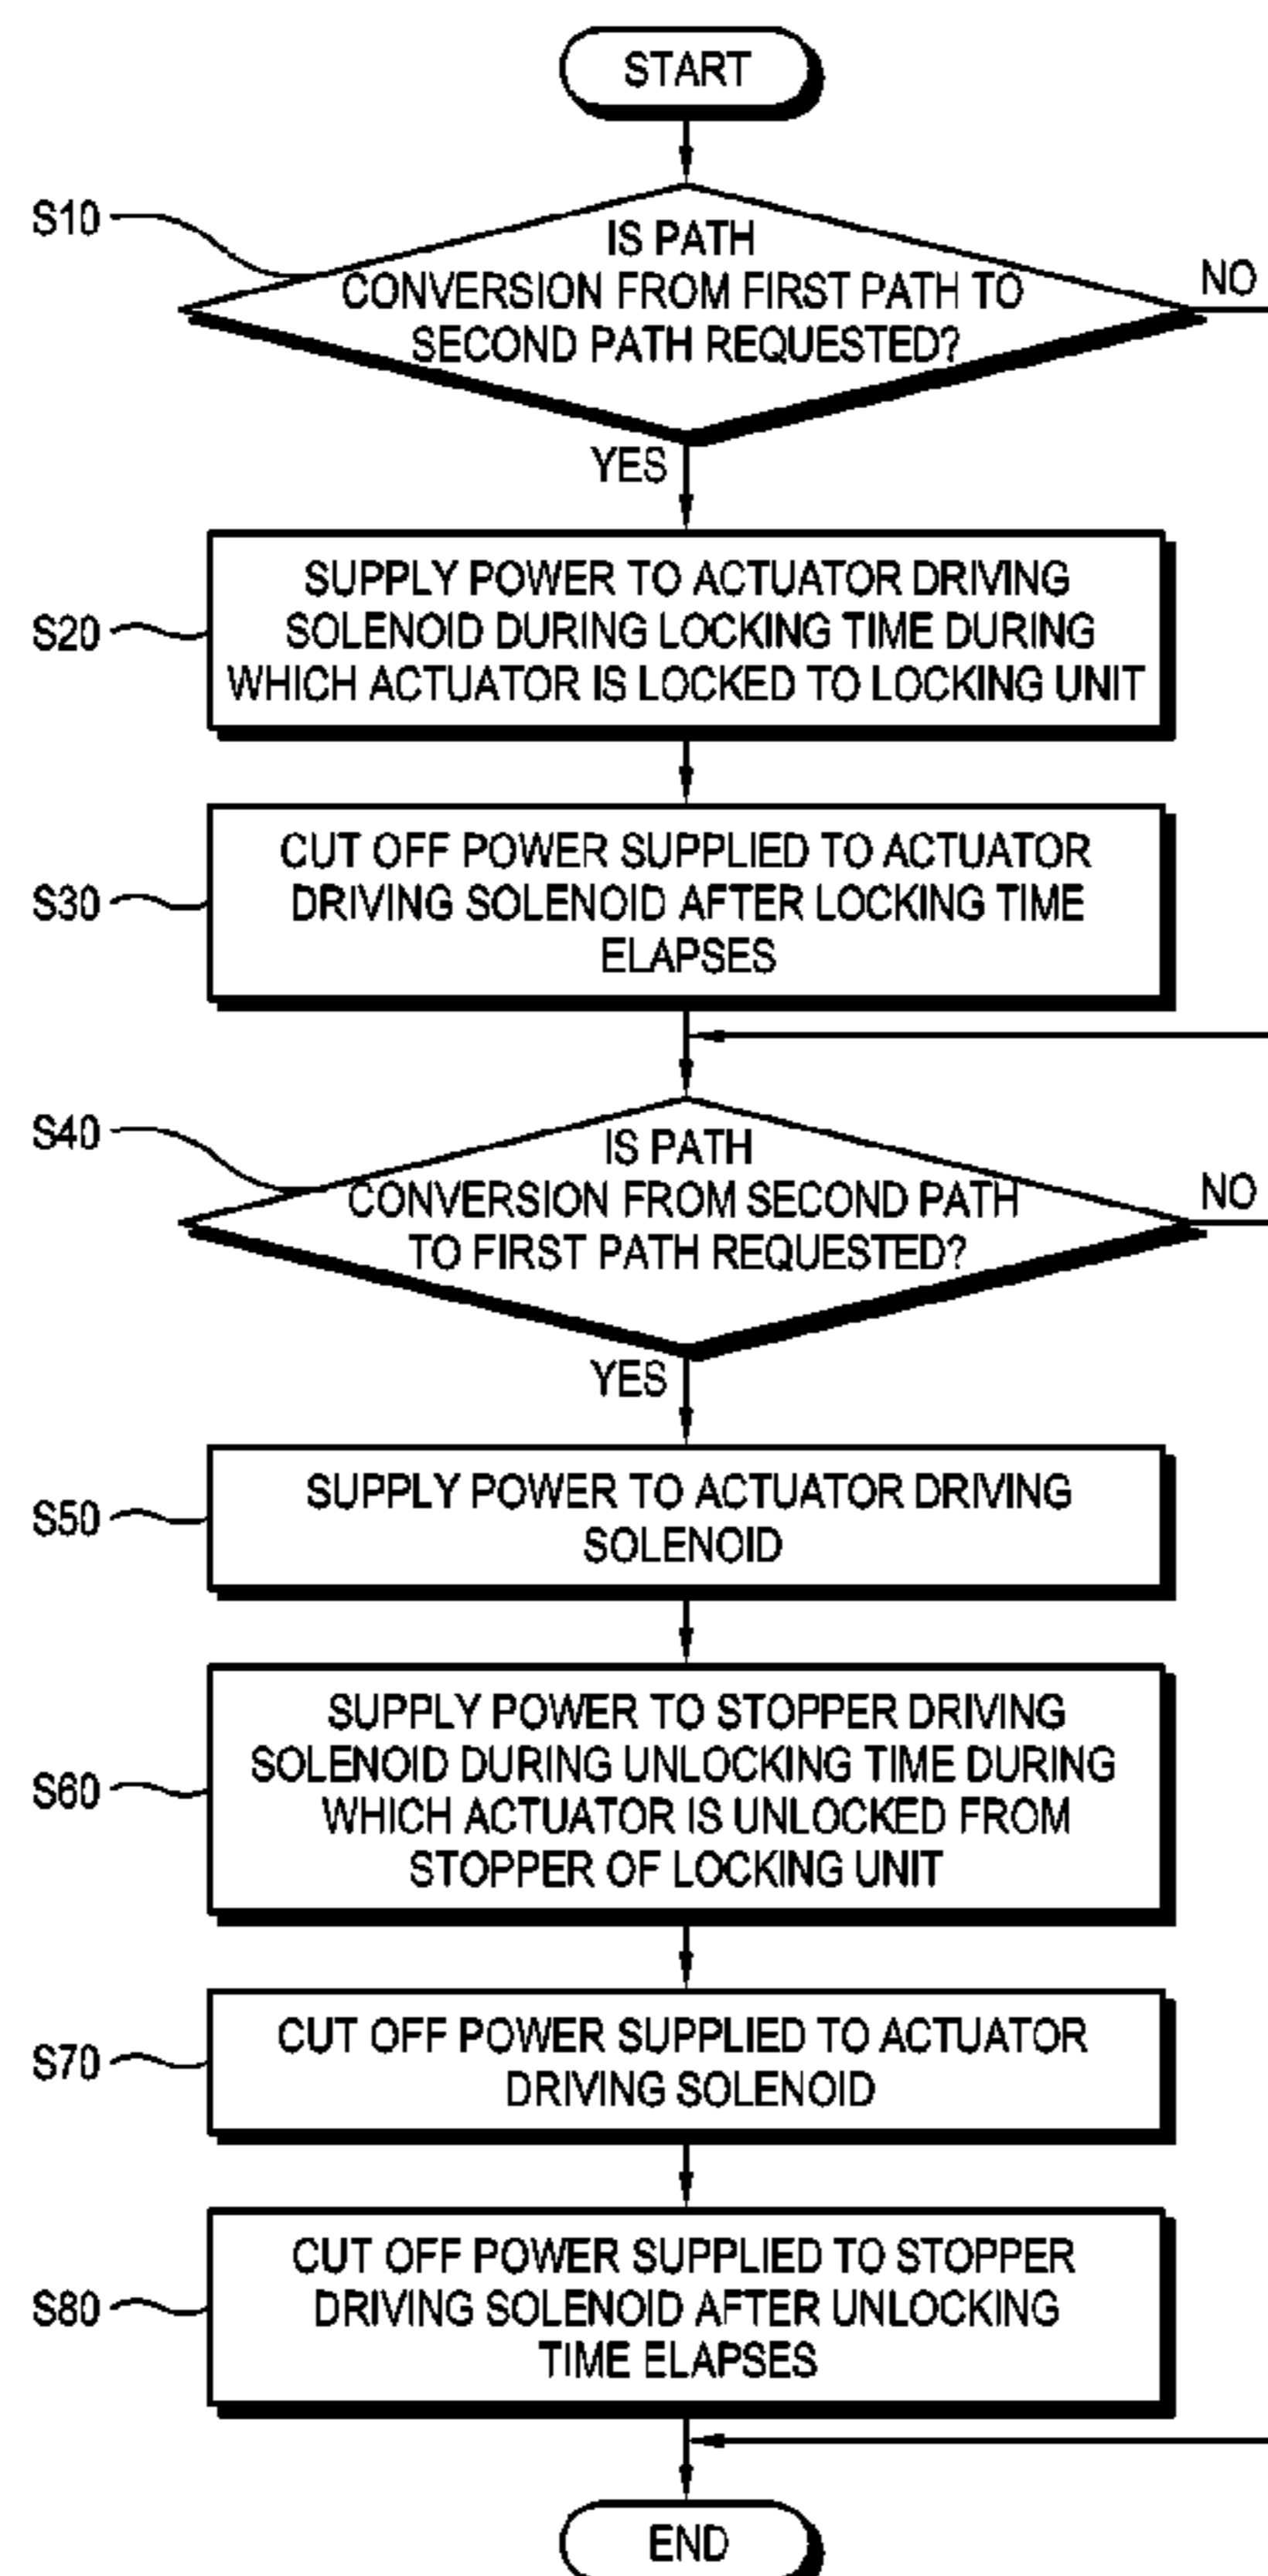 START
S10
IS PATH
CONVERSION FROM FIRST PATH TO
SECOND PATH REQUESTED?
NO
YES
S20
SUPPLY POWER TO ACTUATOR DRIVING
SOLENOID DURING LOCKING TIME DURING
WHICH ACTUATOR IS LOCKED TO LOCKING UNIT
S30
CUT OFF POWER SUPPLIED TO ACTUATOR
DRIVING SOLENOID AFTER LOCKING TIME
ELAPSES
S40
IS PATH
CONVERSION FROM SECOND PATH
TO FIRST PATH REQUESTED?
NO
YES
S50
SUPPLY POWER TO ACTUATOR DRIVING
SOLENOID
S60
SUPPLY POWER TO STOPPER DRIVING
SOLENOID DURING UNLOCKING TIME DURING
WHICH ACTUATOR IS UNLOCKED FROM
STOPPER OF LOCKING UNIT
S70
CUT OFF POWER SUPPLIED TO ACTUATOR
DRIVING SOLENOID
S80
CUT OFF POWER SUPPLIED TO STOPPER
DRIVING SOLENOID AFTER UNLOCKING
TIME ELAPSES
END